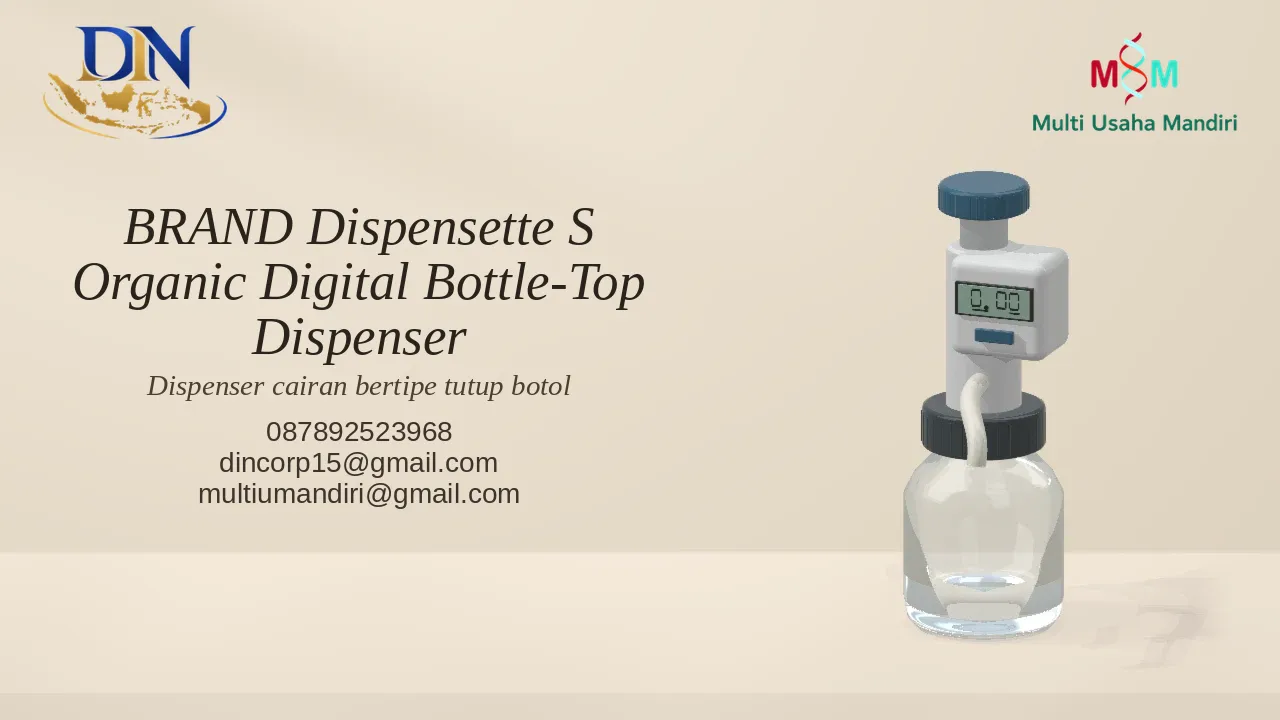 DIN
MSM
Multi Usaha Mandiri
BRAND Dispensette S
Organic Digital Bottle-Top
Dispenser
Dispenser cairan bertipe tutup botol
087892523968
dincorp15@gmail.com
multiumandiri@gmail.com
0.00